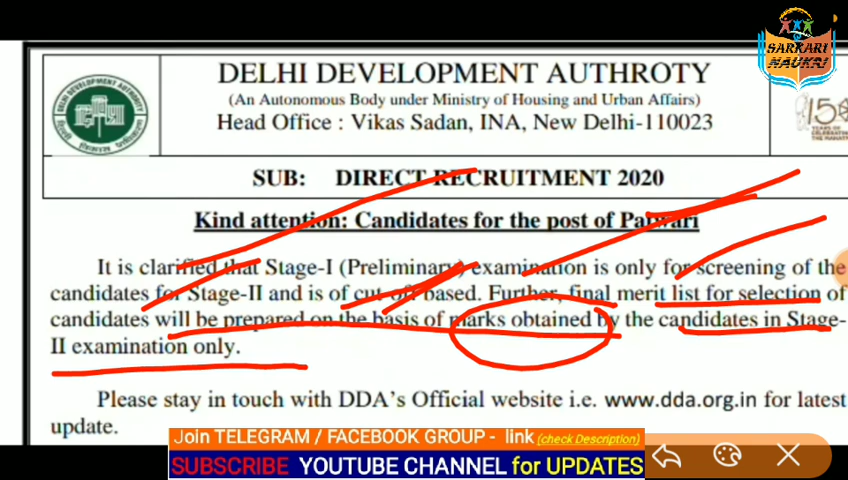 SARKARI
NAUKRI
DELHI DEVELOPMENT AUTHROTY
(An Autonomous Body under Ministry of Housing and Urban Affairs)
Head Office : Vikas Sadan, INA, New Delhi-110023
DELHI DEVELOPMENT AUTHORITY
SUB: DIRECT RECRUITMENT 2020
Kind attention: Candidates for the post of Patwari
It is clarified that Stage-I (Preliminary) examination is only for screening of the
candidates for Stage-II and is of cut-off based. Further, final merit list for selection of
candidates will be prepared on the basis of marks obtained by the candidates in Stage-
II examination only.
Please stay in touch with DDA's Official website i.e. www.dda.org.in for latest
update.
Join TELEGRAM / FACEBOOK GROUP - link (check Description)
SUBSCRIBE YOUTUBE CHANNEL for UPDATES